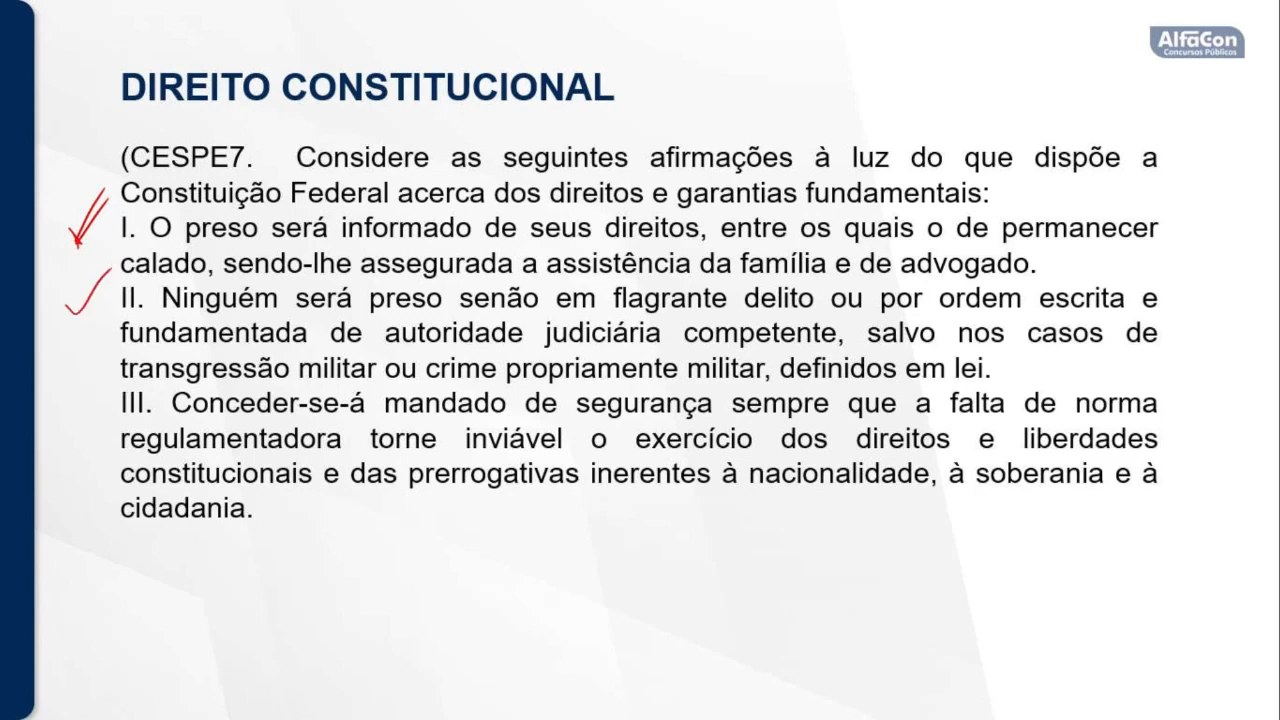 AlfaCon
Concursos Públicos
DIREITO CONSTITUCIONAL
(CESPE7. Considere as seguintes afirmações à luz do que dispõe a
Constituição Federal acerca dos direitos e garantias fundamentais:
I. O preso será informado de seus direitos, entre os quais o de permanecer
calado, sendo-lhe assegurada a assistência da família e de advogado.
II. Ninguém será preso senão em flagrante delito ou por ordem escrita e
fundamentada de autoridade judiciária competente, salvo nos casos de
transgressão militar ou crime propriamente militar, definidos em lei.
III. Conceder-se-á mandado de segurança sempre que a falta de norma
regulamentadora torne inviável o exercício dos direitos e liberdades
constitucionais e das prerrogativas inerentes à nacionalidade, à soberania e à
cidadania.